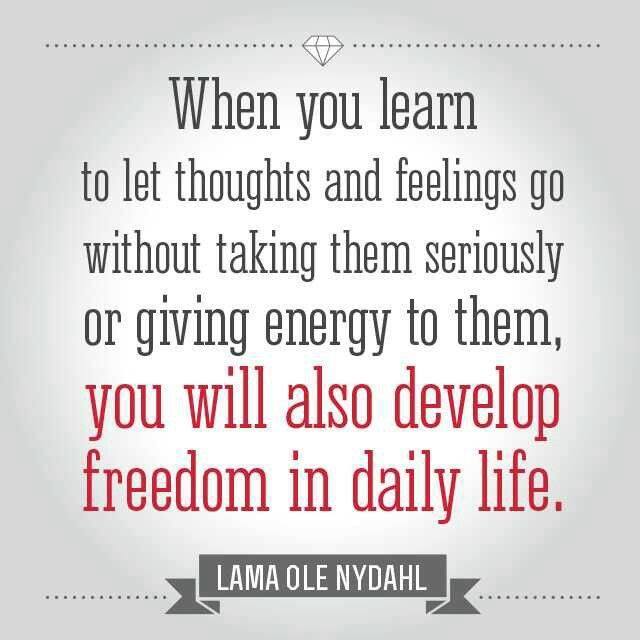 When you learn
to let thoughts and feelings go
without taking them seriously
or giving energy to them,
you will also develop
freedom in daily life.
LAMA OLE NYDAHL